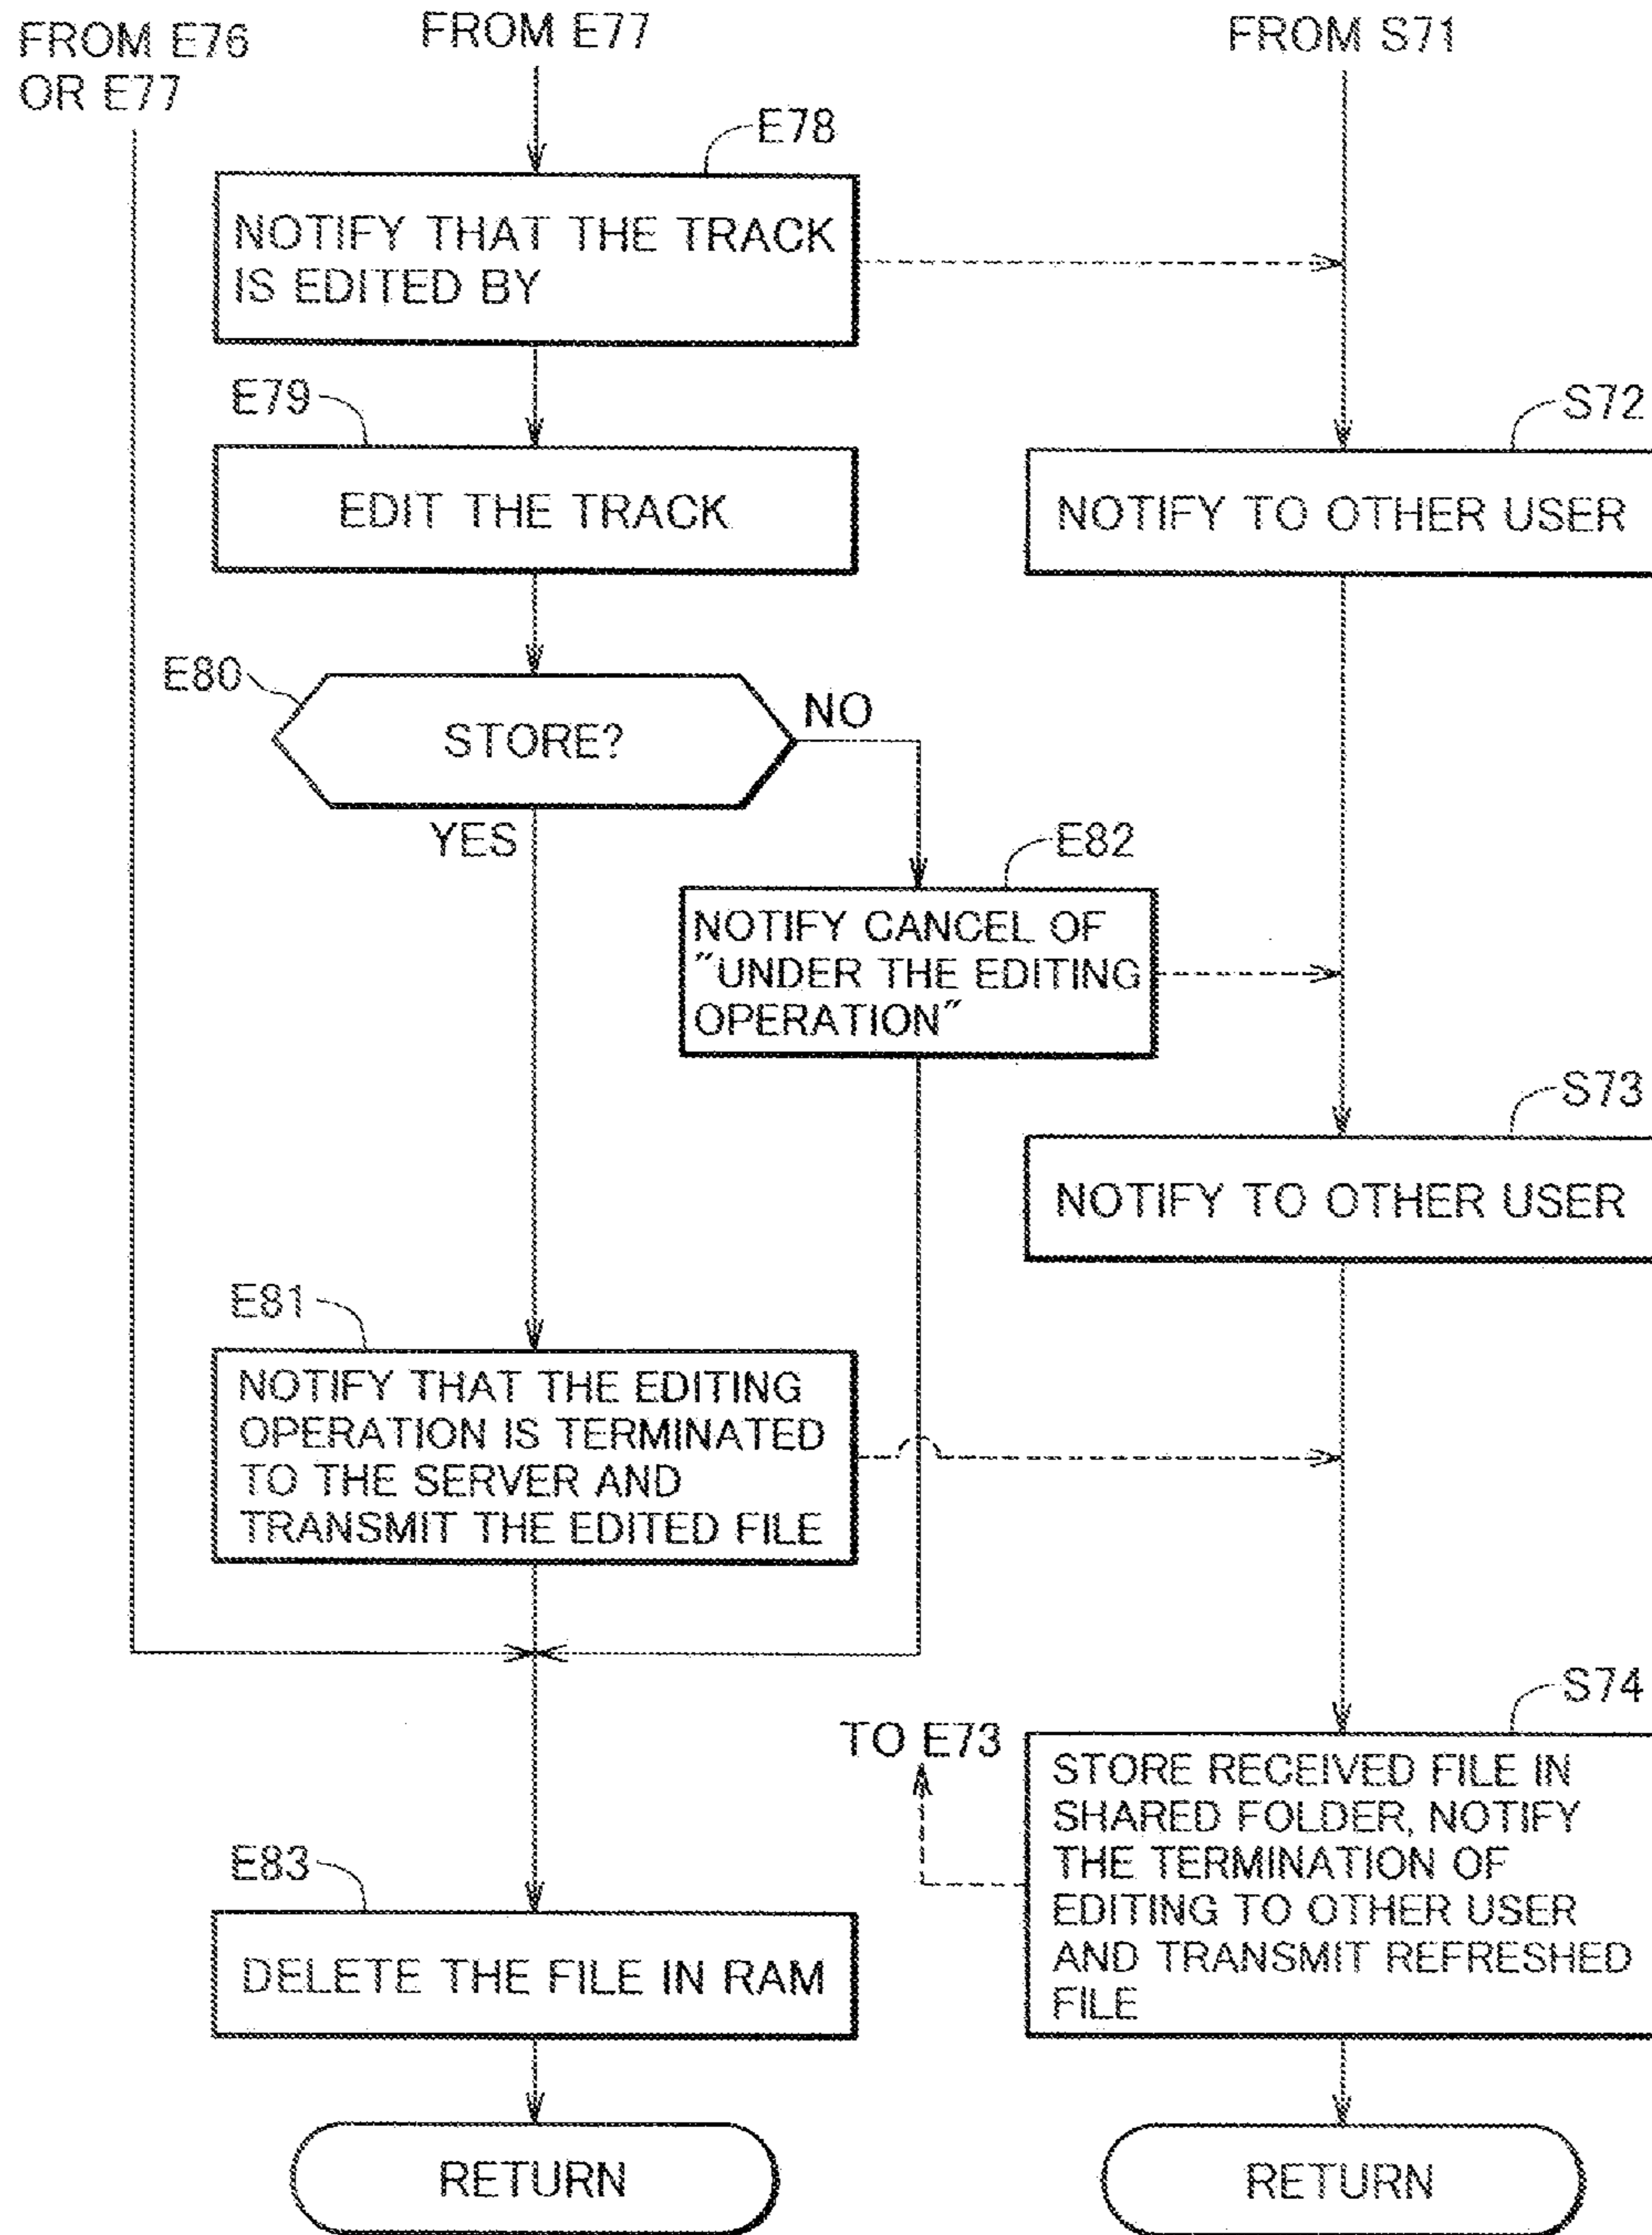 FROM E76
OR E77
FROM E77
FROM S71
E78
NOTIFY THAT THE TRACK
IS EDITED BY
E79
EDIT THE TRACK
S72
NOTIFY TO OTHER USER
E80
STORE?
NO
YES
E82
NOTIFY CANCEL OF
"UNDER THE EDITING
OPERATION"
S73
NOTIFY TO OTHER USER
E81
NOTIFY THAT THE EDITING
OPERATION IS TERMINATED
TO THE SERVER AND
TRANSMIT THE EDITED FILE
S74
TO E73
STORE RECEIVED FILE IN
SHARED FOLDER, NOTIFY
THE TERMINATION OF
EDITING TO OTHER USER
AND TRANSMIT REFRESHED
FILE
E83
DELETE THE FILE IN RAM
RETURN
RETURN